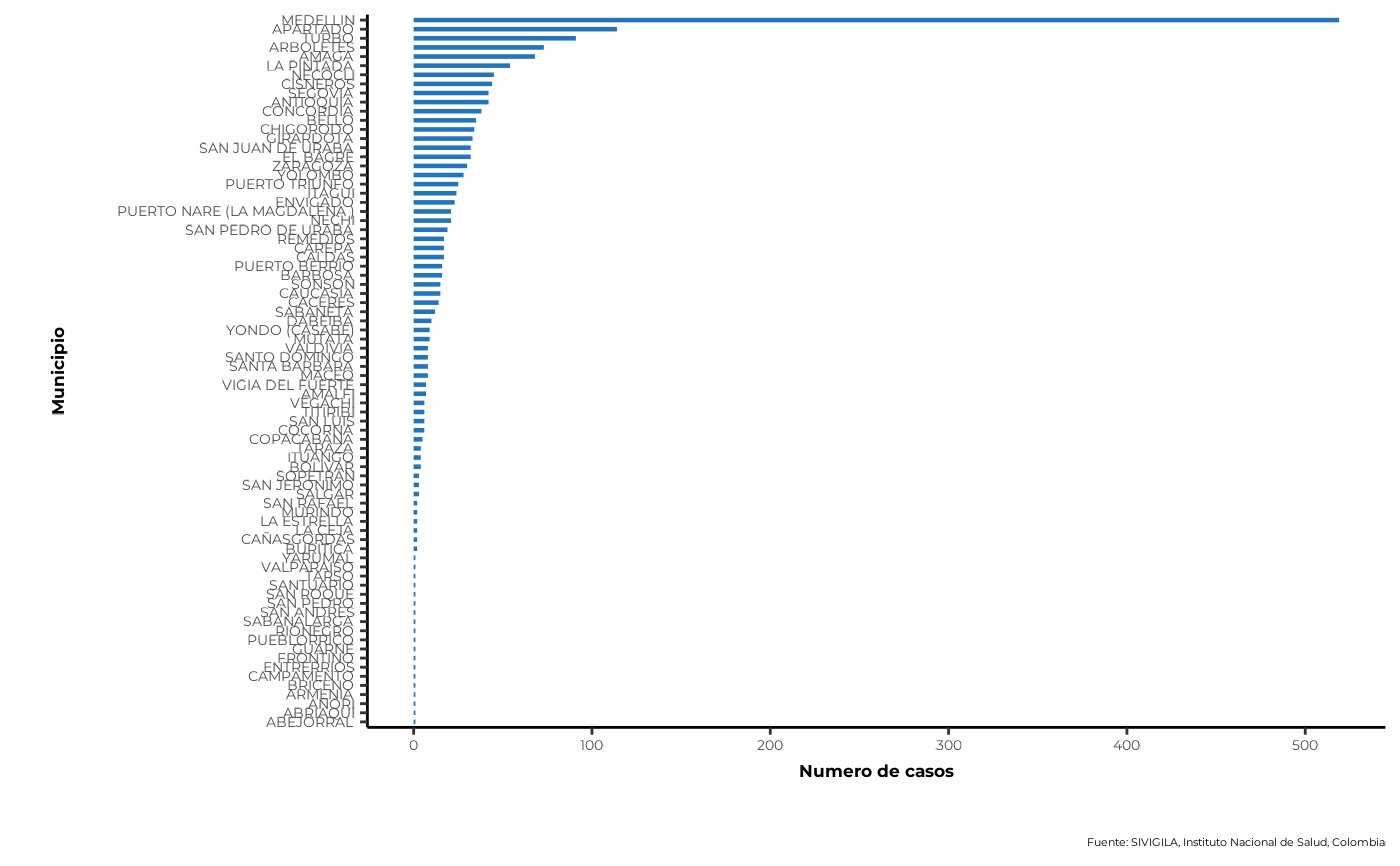 MEDELLIN
APARTADO
TURBO
ARBOLETES
AMAGA
LA PINTADA
NECOCLI
CISNEROS
SEGOVIA
ANTIOQUIA
CONCORDIA
BELLO
CHIGORODO
GIRARDOTA
SAN JUAN DE URABA
EL BAGRE
ZARAGOZA
YOLOMBO
PUERTO TRIUNFO
ITAGUI
ENVIGADO
PUERTO NARE (LA MAGDALENA )
NECHI
SAN PEDRO DE URABA
REMEDIOS
CAREPA
CALDAS
PUERTO BERRIO
BARBOSA
SONSON
CAUCASIA
CACERES
SABANETA
DABEIBA
YONDO (CASABE)
MUTATA
VALDIVIA
SANTO DOMINGO
SANTA BARBARA
MACEO
VIGIA DEL FUERTE
AMALFI
VEGACHI
TITIRIBI
SAN LUIS
COCORNA
COPACABANA
TARAZA
ITUANGO
BOLIVAR
SOPETRAN
SAN JERONIMO
SALGAR
SAN RAFAEL
MURINDO
LA ESTRELLA
LA CEJA
CAÑASGORDAS
BURITICA
YARUMAL
VALPARAISO
TARSO
SANTUARIO
SAN ROQUE
SAN PEDRO
SAN ANDRES
SABANALARGA
RIONEGRO
PUEBLORRICO
GUARNE
FRONTINO
ENTRERRIOS
CAMPAMENTO
BRICEÑO
ARMENIA
ANORI
ABRIAQUI
ABEJORRAL
Municipio
0 100 200 300 400 500
Numero de casos
Fuente: SIVIGILA, Instituto Nacional de Salud, Colombia